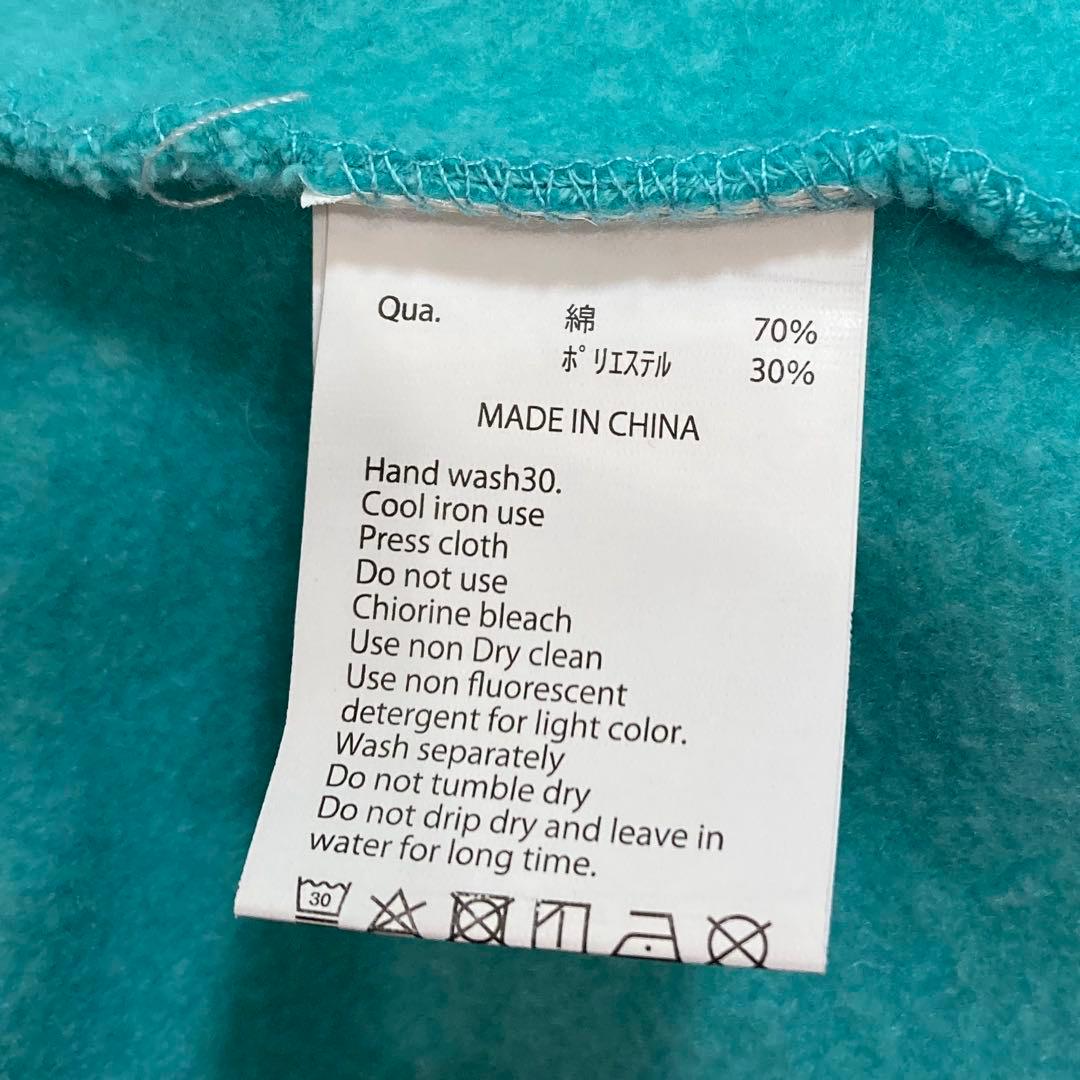 Qua. 綿 70%
ﾎﾟﾘｴｽﾃﾙ 30%
MADE IN CHINA
Hand wash30.
Cool iron use
Press cloth
Do not use
Chiorine bleach
Use non Dry clean
Use non fluorescent
detergent for light color.
Wash separately
Do not tumble dry
Do not drip dry and leave in
water for long time.
30